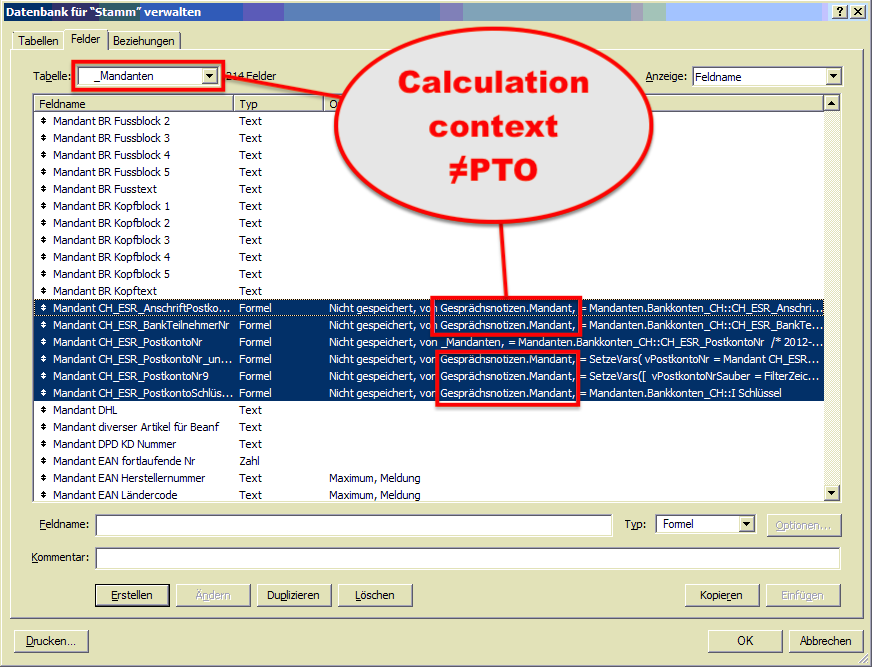 Datenbank für "Stamm" verwalten
Tabellen Felder Beziehungen
Tabelle: _Mandanten 214 Felder Anzeige: Feldname
Calculation
context
≠PTO
Feldname Typ
Mandant BR Fussblock 2 Text
Mandant BR Fussblock 3 Text
Mandant BR Fussblock 4 Text
Mandant BR Fussblock 5 Text
Mandant BR Fusstext Text
Mandant BR Kopfblock 1 Text
Mandant BR Kopfblock 2 Text
Mandant BR Kopfblock 3 Text
Mandant BR Kopfblock 4 Text
Mandant BR Kopfblock 5 Text
Mandant BR Kopftext Text
Mandant CH_ESR_AnschriftPostko... Formel Nicht gespeichert, von Gesprächsnotizen.Mandant, = Mandanten.Bankkonten_CH::CH_ESR_Anschri...
Mandant CH_ESR_BankTeilnehmerNr Formel Nicht gespeichert, von Gesprächsnotizen.Mandant, = Mandanten.Bankkonten_CH::CH_ESR_BankTe...
Mandant CH_ESR_PostkontoNr Formel Nicht gespeichert, von _Mandanten, = Mandanten.Bankkonten_CH::CH_ESR_PostkontoNr /* 2012-...
Mandant CH_ESR_PostkontoNr_un... Formel Nicht gespeichert, von Gesprächsnotizen.Mandant, = SetzeVars( vPostkontoNr = Mandant CH_ESR...
Mandant CH_ESR_PostkontoNr9 Formel Nicht gespeichert, von Gesprächsnotizen.Mandant, = SetzeVars([ vPostkontoNrSauber = FilterZeic...
Mandant CH_ESR_PostkontoSchlüs... Formel Nicht gespeichert, von Gesprächsnotizen.Mandant, = Mandanten.Bankkonten_CH::I Schlüssel
Mandant DHL Text
Mandant diverser Artikel für Beanf Text
Mandant DPD KD Nummer Text
Mandant EAN fortlaufende Nr Zahl
Mandant EAN Herstellernummer Text Maximum, Meldung
Mandant EAN Ländercode Text Maximum, Meldung
Feldname: Typ: Formel Optionen...
Kommentar:
Erstellen Ändern Duplizieren Löschen Kopieren Einfügen
Drucken... OK Abbrechen